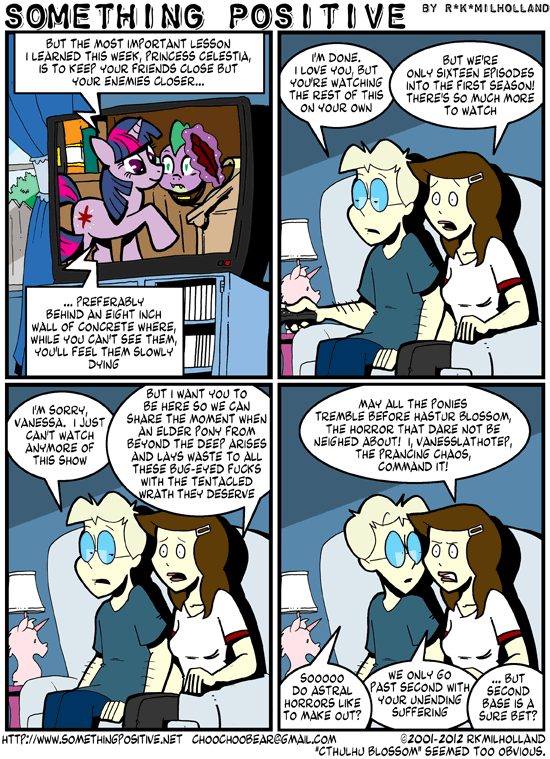 SOMETHING POSITIVE BY R*K*MILHOLLAND
BUT THE MOST IMPORTANT LESSON
I LEARNED THIS WEEK, PRINCESS CELESTIA,
IS TO KEEP YOUR FRIENDS CLOSE BUT
YOUR ENEMIES CLOSER...
... PREFERABLY
BEHIND AN EIGHT INCH
WALL OF CONCRETE WHERE,
WHILE YOU CAN'T SEE THEM,
YOU'LL FEEL THEM SLOWLY
DYING
I'M DONE.
I LOVE YOU, BUT
YOU'RE WATCHING
THE REST OF THIS
ON YOUR OWN
BUT WE'RE
ONLY SIXTEEN EPISODES
INTO THE FIRST SEASON!
THERE'S SO MUCH MORE
TO WATCH
I'M SORRY,
VANESSA. I JUST
CAN'T WATCH
ANYMORE OF
THIS SHOW
BUT I WANT YOU TO
BE HERE SO WE CAN
SHARE THE MOMENT WHEN
AN ELDER PONY FROM
BEYOND THE DEEP ARISES
AND LAYS WASTE TO ALL
THESE BUG-EYED FUCKS
WITH THE TENTACLED
WRATH THEY DESERVE
MAY ALL THE PONIES
TREMBLE BEFORE HASTUR BLOSSOM,
THE HORROR THAT DARE NOT BE
NEIGHED ABOUT! I, VANESSLATHOTEP,
THE PRANCING CHAOS,
COMMAND IT!
SOOOOO
DO ASTRAL
HORRORS LIKE
TO MAKE OUT?
WE ONLY GO
PAST SECOND WITH
YOUR UNENDING
SUFFERING
... BUT
SECOND
BASE IS A
SURE BET?
HTTP://WWW.SOMETHINGPOSITIVE.NET CHOOCHOOBEAR@GMAIL.COM ©2001-2012 RKMILHOLLAND
"CTHULHU BLOSSOM" SEEMED TOO OBVIOUS.